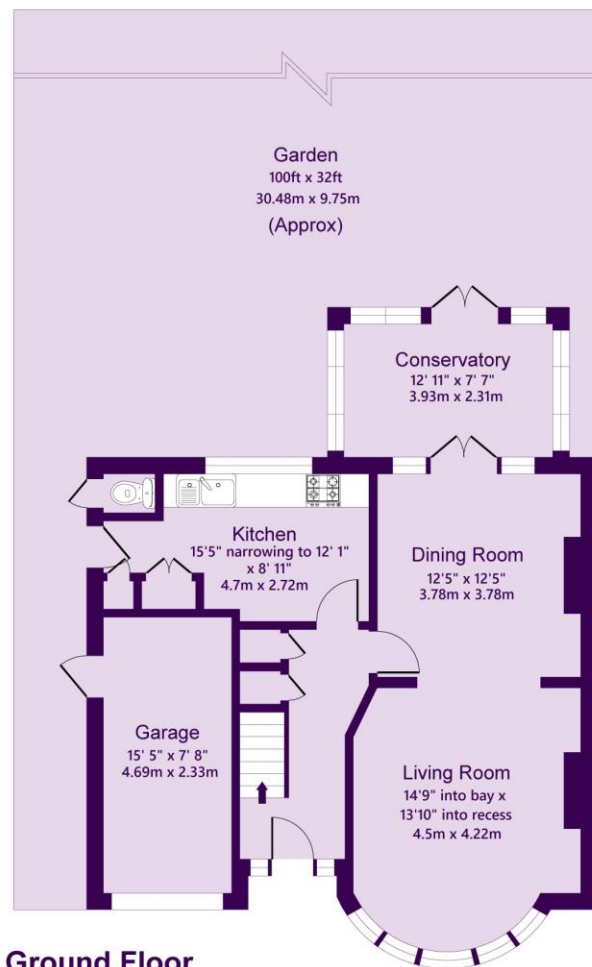 Garden
100ft x 32ft
30.48m x 9.75m
(Approx)
Conservatory
12' 11" x 7' 7"
3.93m x 2.31m
Kitchen
15'5" narrowing to 12' 1"
x 8' 11"
4.7m x 2.72m
Dining Room
12'5" x 12'5"
3.78m x 3.78m
Garage
15' 5" x 7' 8"
4.69m x 2.33m
Living Room
14'9" into bay x
13'10" into recess
4.5m x 4.22m
Ground Floor